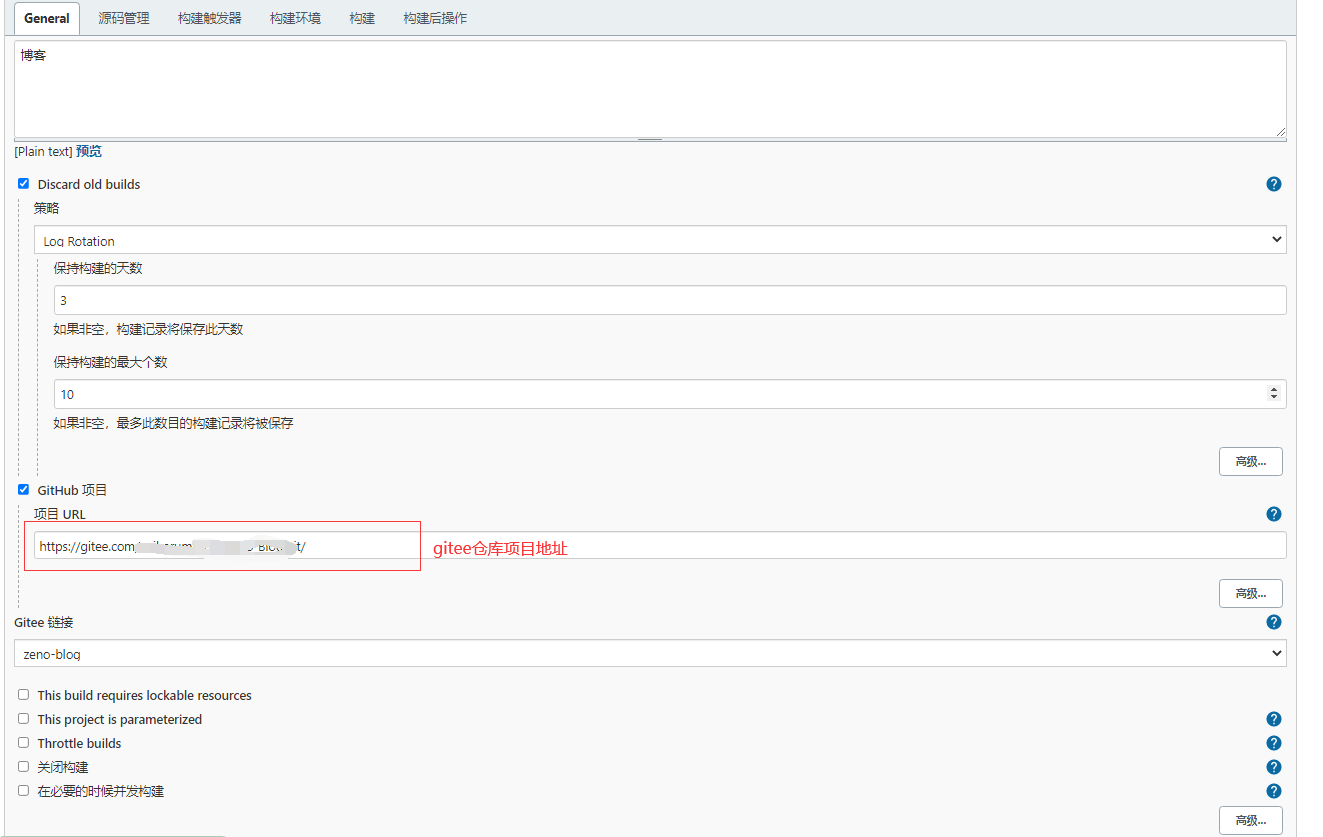 General 源码管理 构建触发器 构建环境 构建 构建后操作
博客
[Plain text] 预览
Discard old builds
策略
Log Rotation
保持构建的天数
3
如果非空，构建记录将保存此天数
保持构建的最大个数
10
如果非空，最多此数目的构建记录将被保存
高级...
GitHub 项目
项目 URL
https://gitee.com
gitee仓库项目地址
高级...
Gitee 链接
zeno-blog
This build requires lockable resources
This project is parameterized
Throttle builds
关闭构建
在必要的时候并发构建
高级...